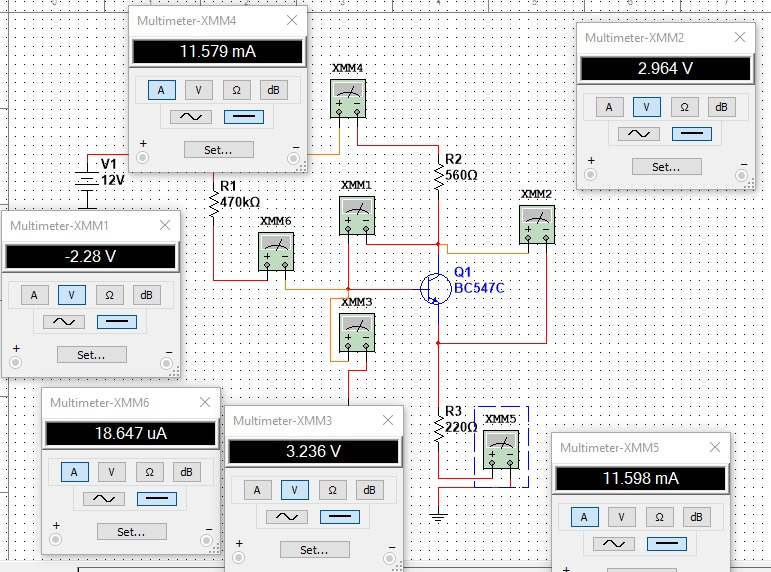 Multimeter-XMM4
11.579 mA
A V Ω dB
Set...
+ −
Multimeter-XMM2
2.964 V
A V Ω dB
Set...
+ −
XMM4
+ −
V1
12V
R1
470kΩ
R2
560Ω
XMM1
+ −
XMM2
+ −
XMM6
+ −
Multimeter-XMM1
-2.28 V
A V Ω dB
Set...
+ −
Q1
BC547C
XMM3
+ −
Multimeter-XMM6
18.647 uA
A V Ω dB
Set...
+ −
Multimeter-XMM3
3.236 V
A V Ω dB
Set...
+ −
R3
220Ω
XMM5
+ −
Multimeter-XMM5
11.598 mA
A V Ω dB
+ −